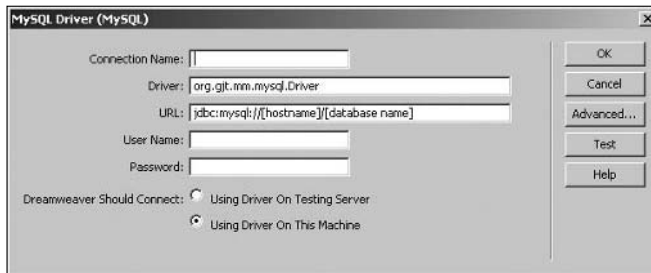 MySQL Driver (MySQL)
Connection Name:
Driver: org.gjt.mm.mysql.Driver
URL: jdbc:mysql://[hostname]/[database name]
User Name:
Password:
Dreamweaver Should Connect: Using Driver On Testing Server
Using Driver On This Machine
OK
Cancel
Advanced...
Test
Help